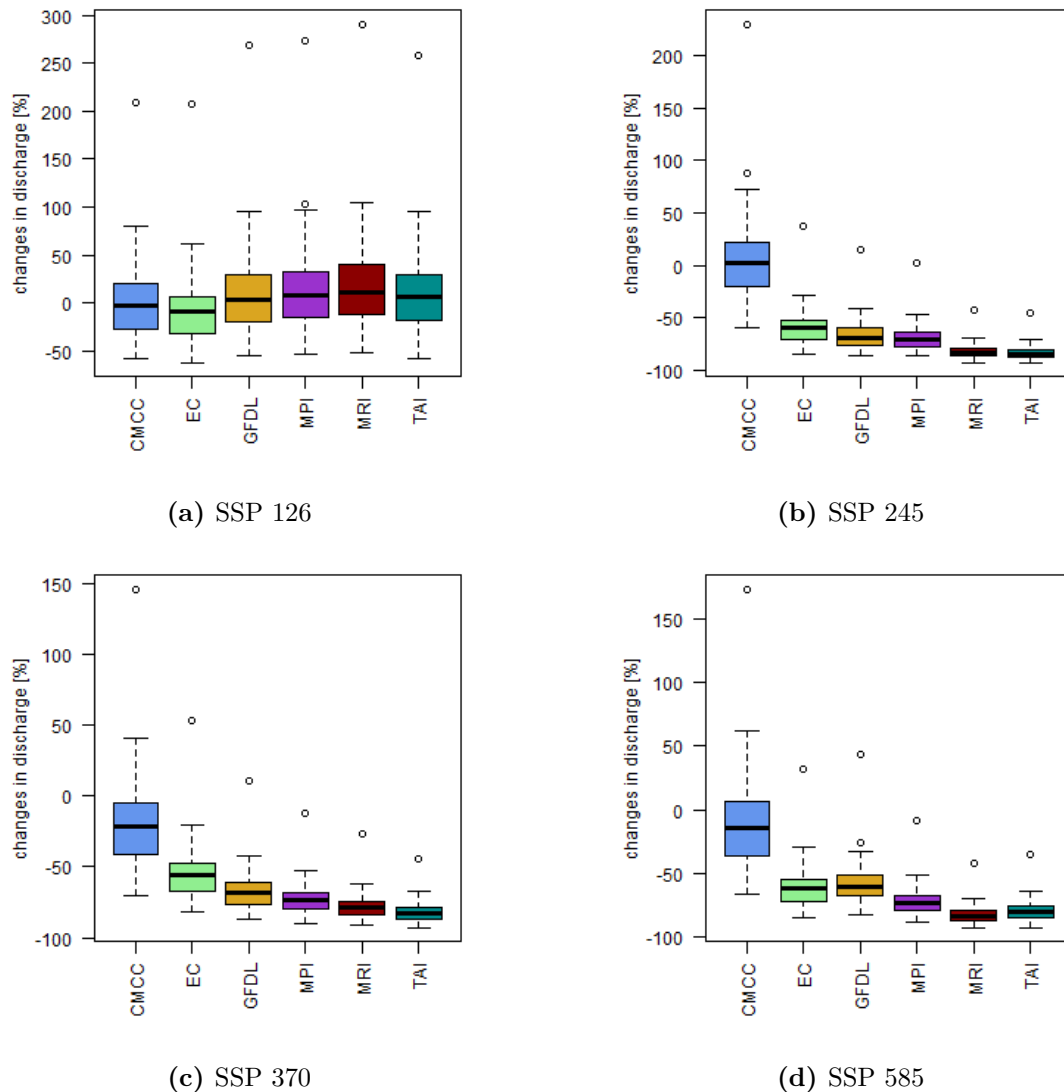 changes in discharge [%]
300
250
200
150
100
50
0
-50
CMCC
EC
GFDL
MPI
MRI
TAI
(a) SSP 126
changes in discharge [%]
200
150
100
50
0
-50
-100
CMCC
EC
GFDL
MPI
MRI
TAI
(b) SSP 245
changes in discharge [%]
150
100
50
0
-50
-100
CMCC
EC
GFDL
MPI
MRI
TAI
(c) SSP 370
changes in discharge [%]
150
100
50
0
-50
-100
CMCC
EC
GFDL
MPI
MRI
TAI
(d) SSP 585